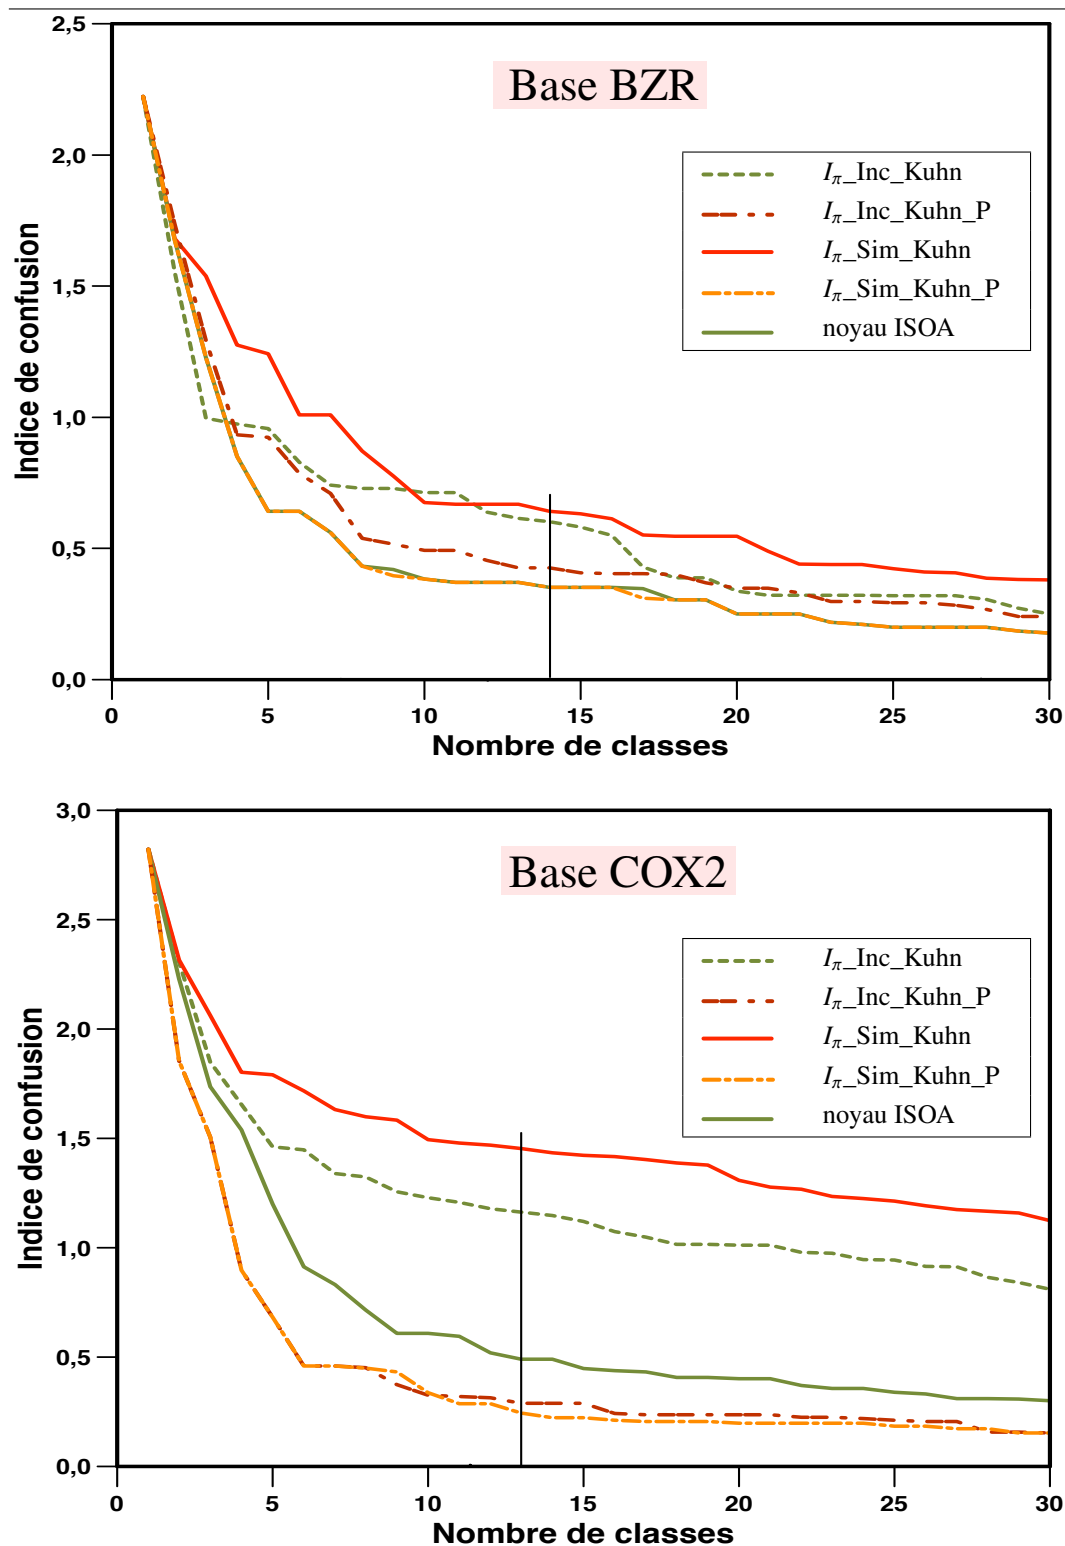 2,5
Base BZR
2,0
I𝜋_Inc_Kuhn
I𝜋_Inc_Kuhn_P
I𝜋_Sim_Kuhn
I𝜋_Sim_Kuhn_P
noyau ISOA
1,5
1,0
0,5
0,0
Indice de confusion
0 5 10 15 20 25 30
Nombre de classes
3,0
Base COX2
2,5
I𝜋_Inc_Kuhn
I𝜋_Inc_Kuhn_P
I𝜋_Sim_Kuhn
I𝜋_Sim_Kuhn_P
noyau ISOA
2,0
1,5
1,0
0,5
0,0
Indice de confusion
0 5 10 15 20 25 30
Nombre de classes